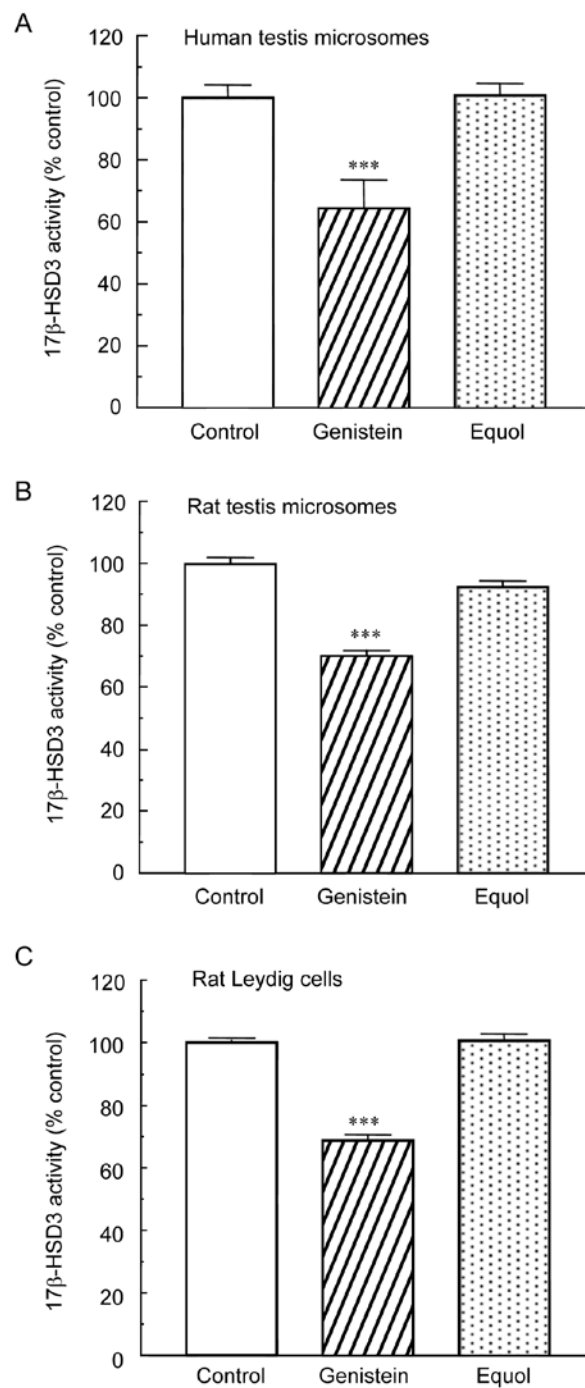 A
Human testis microsomes
17β-HSD3 activity (% control)
120
100
80
60
40
20
0
***
Control Genistein Equol
B
Rat testis microsomes
17β-HSD3 activity (% control)
120
100
80
60
40
20
0
***
Control Genistein Equol
C
Rat Leydig cells
17β-HSD3 activity (% control)
120
100
80
60
40
20
0
***
Control Genistein Equol